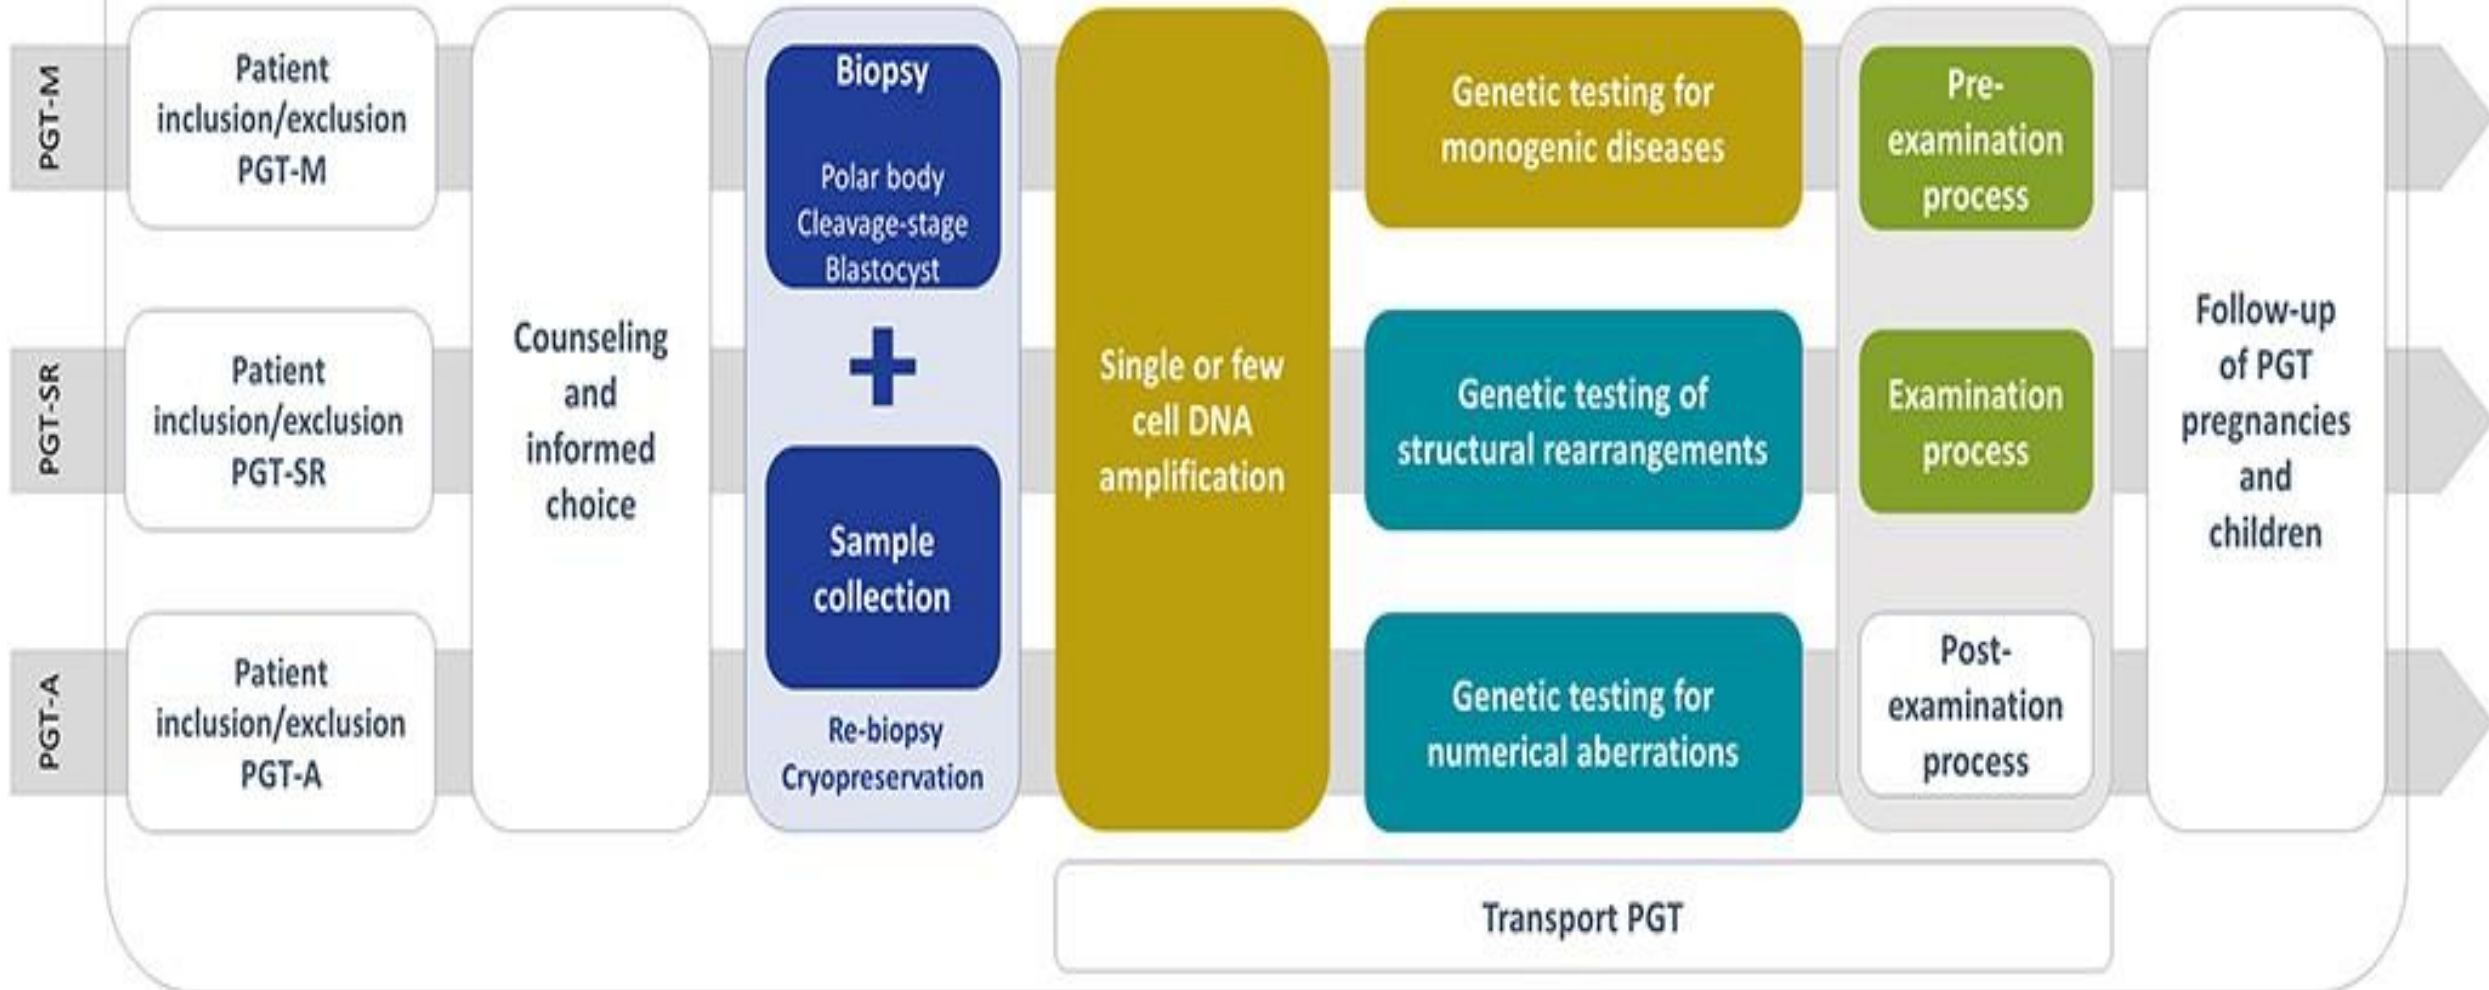 PGT-M
Patient
inclusion/exclusion
PGT-M
PGT-SR
Patient
inclusion/exclusion
PGT-SR
PGT-A
Patient
inclusion/exclusion
PGT-A
Counseling
and
informed
choice
Biopsy
Polar body
Cleavage-stage
Blastocyst
+
Sample
collection
Re-biopsy
Cryopreservation
Single or few
cell DNA
amplification
Genetic testing for
monogenic diseases
Genetic testing of
structural rearrangements
Genetic testing for
numerical aberrations
Pre-
examination
process
Examination
process
Post-
examination
process
Follow-up
of PGT
pregnancies
and
children
Transport PGT